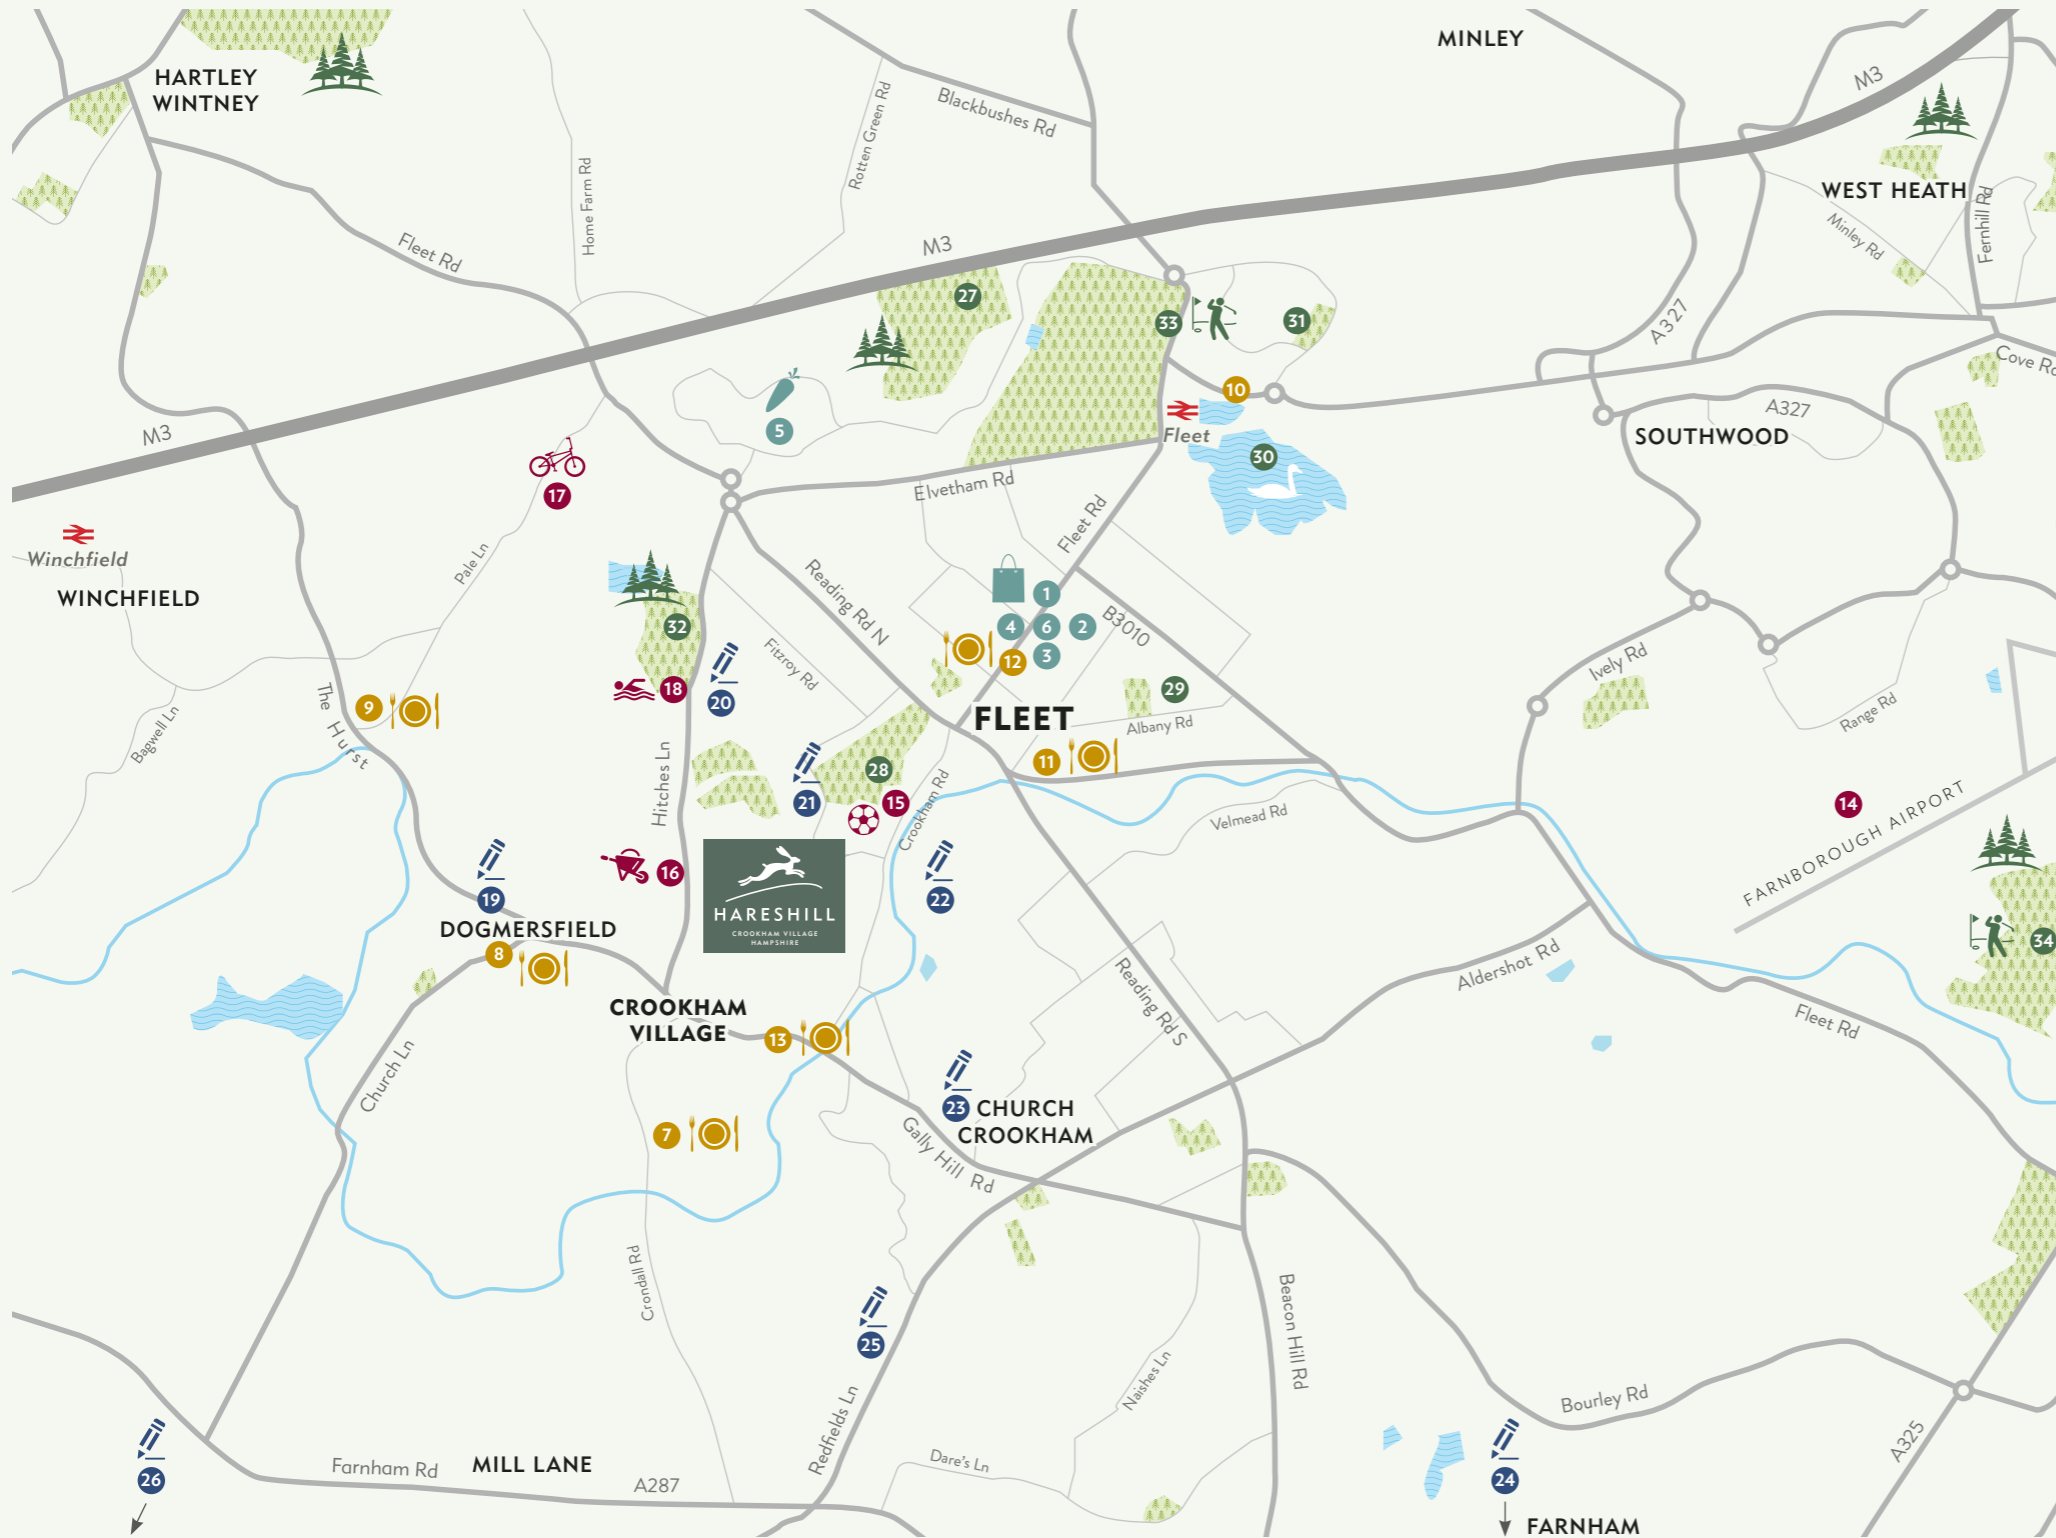 MINLEY
HARTLEY
WINTNEY
M3
Blackbushes Rd
Rotten Green Rd
Home Farm Rd
WEST HEATH
Minley Rd
Fernhill Rd
Fleet Rd
M3
27
33
31
A327
Cove Rd
5
10
Fleet
A327
SOUTHWOOD
M3
30
17
Elvetham Rd
Fleet Rd
Winchfield
WINCHFIELD
Pale Ln
Reading Rd N
1
4
6
2
B3010
32
12
3
Fitzroy Rd
Ively Rd
18
20
29
The Hurst
9
FLEET
Albany Rd
Range Rd
Bagwell Ln
11
Hitches Ln
28
21
15
Crookham Rd
Velmead Rd
14
FARNBOROUGH AIRPORT
16
HARESHILL
CROOKHAM VILLAGE
HAMPSHIRE
19
22
DOGMERSFIELD
8
34
Aldershot Rd
Reading Rd S
CROOKHAM
VILLAGE
13
Fleet Rd
Church Ln
23
CHURCH
CROOKHAM
7
Gally Hill Rd
Crondall Rd
Beacon Hill Rd
25
Naishes Ln
Redfields Ln
Bourley Rd
A325
26
Farnham Rd
MILL LANE
A287
Dare's Ln
24
FARNHAM